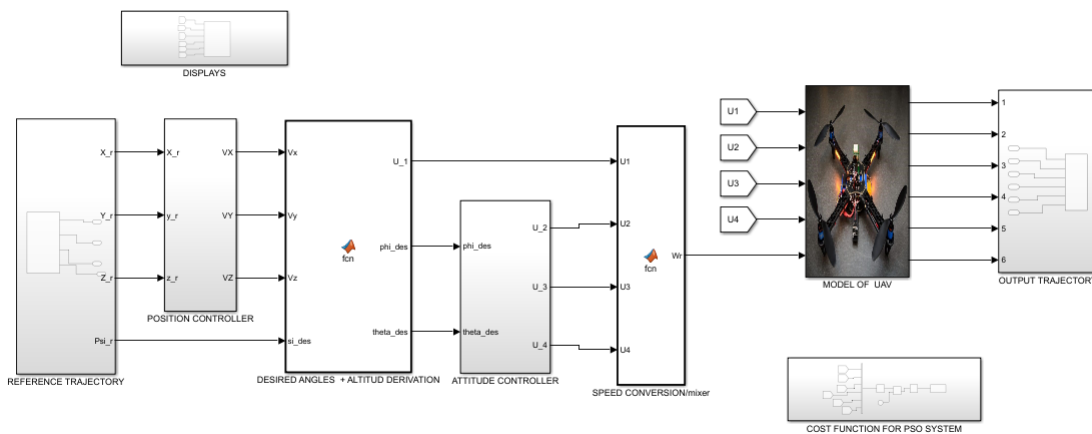 DISPLAYS
X_r
Y_r
Z_r
Psi_r
REFERENCE TRAJECTORY
X_r
y_r
z_r
VX
VY
VZ
POSITION CONTROLLER
Vx
Vy
Vz
si_des
fcn
U_1
phi_des
theta_des
DESIRED ANGLES + ALTITUD DERIVATION
phi_des
theta_des
U_2
U_3
U_4
ATTITUDE CONTROLLER
U1
U2
U3
U4
fcn
Wr
SPEED CONVERSION/mixer
U1
U2
U3
U4
MODEL OF UAV
1
2
3
4
5
6
OUTPUT TRAJECTORY
COST FUNCTION FOR PSO SYSTEM